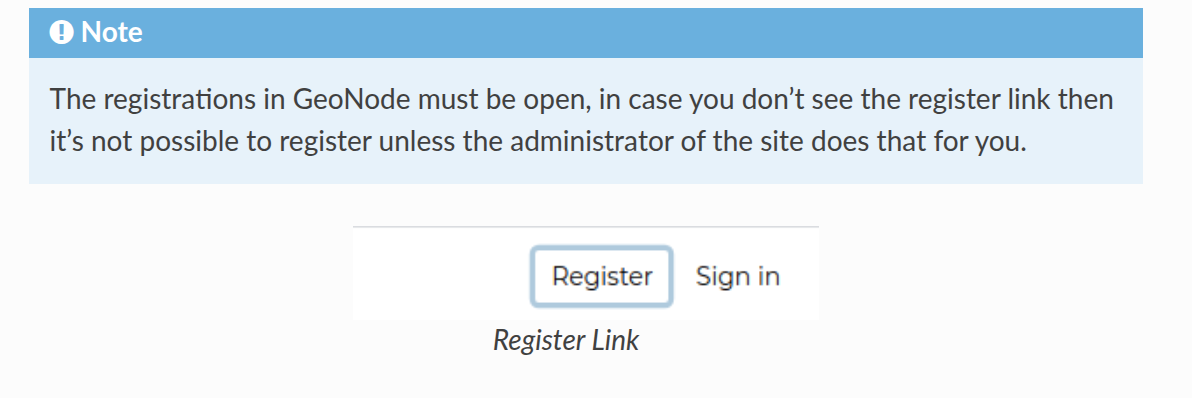 Note
The registrations in GeoNode must be open, in case you don’t see the register link then
it’s not possible to register unless the administrator of the site does that for you.
Register Sign in
Register Link